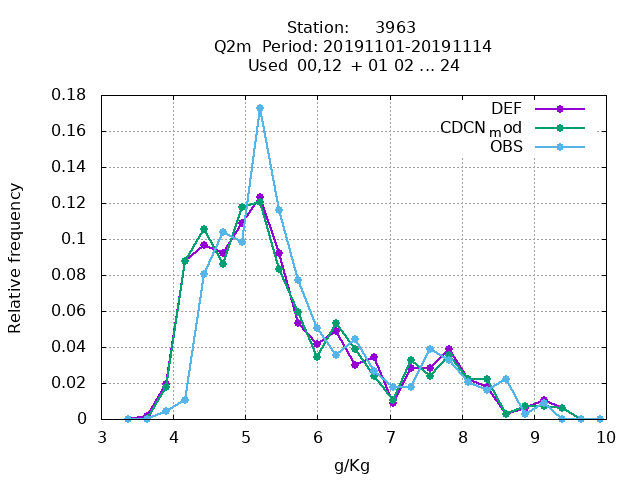 Station: 3963
Q2m Period: 20191101-20191114
Used 00,12 + 01 02 ... 24
0.18
0.16
0.14
0.12
0.1
0.08
0.06
0.04
0.02
0
Relative frequency
DEF
CDCN_mod
OBS
3 4 5 6 7 8 9 10
g/Kg